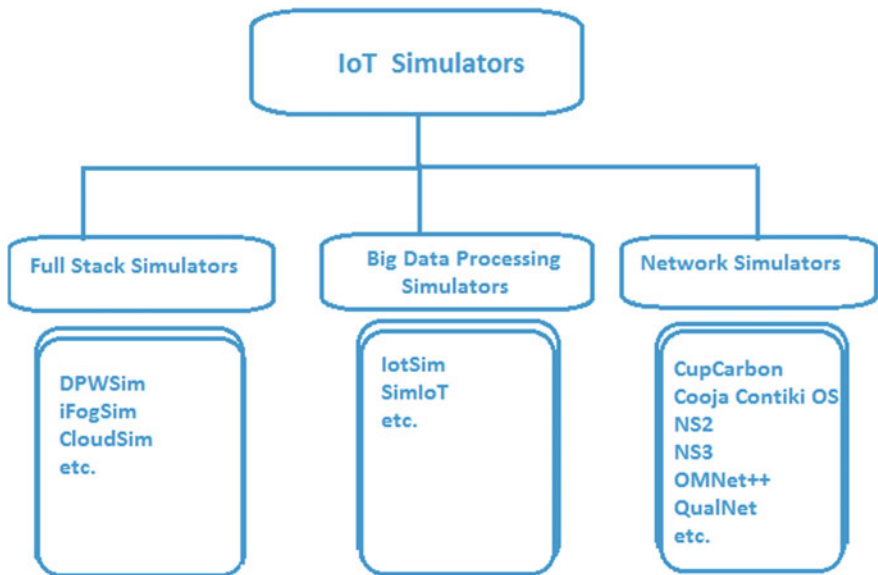 IoT Simulators
Full Stack Simulators
Big Data Processing
Simulators
Network Simulators
DPWSim
iFogSim
CloudSim
etc.
IotSim
SimIoT
etc.
CupCarbon
Cooja Contiki OS
NS2
NS3
OMNet++
QualNet
etc.